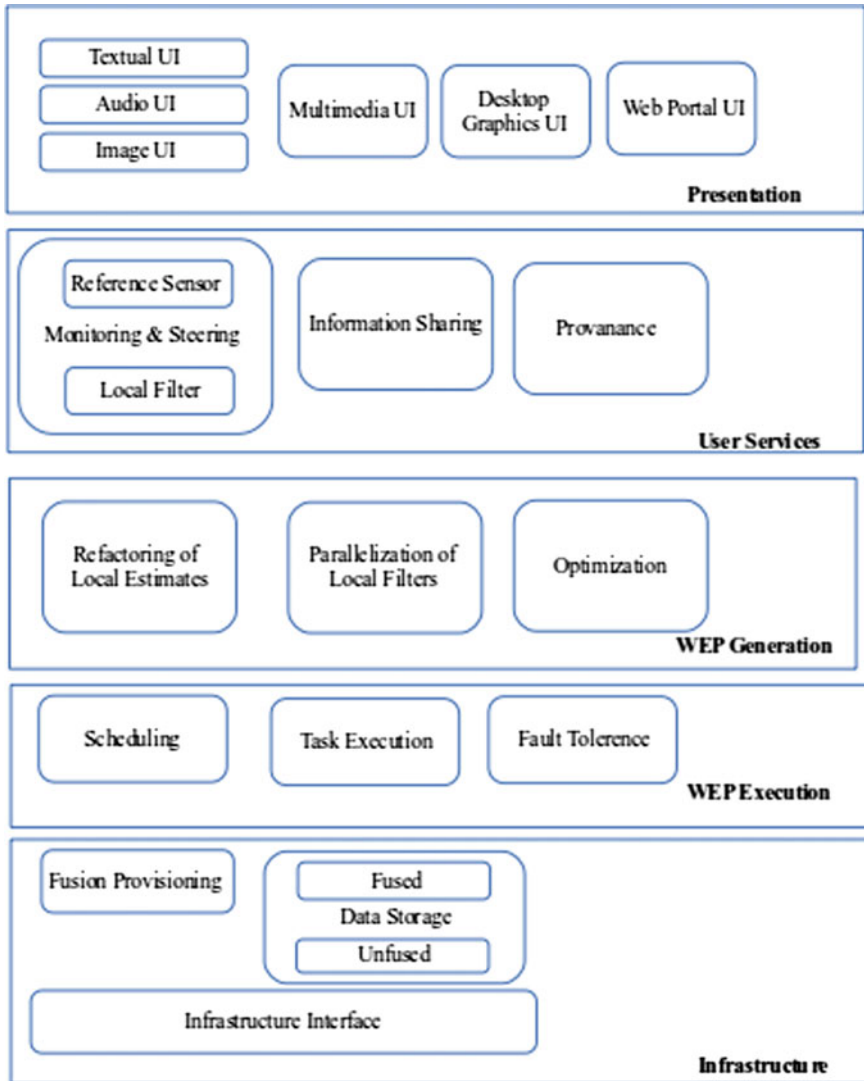 Textual UI
Audio UI
Image UI
Multimedia UI
Desktop
Graphics UI
Web Portal UI
Presentation
Reference Sensor
Monitoring & Steering
Local Filter
Information Sharing
Provanance
User Services
Refactoring of
Local Estimates
Parallelization of
Local Filters
Optimization
WEP Generation
Scheduling
Task Execution
Fault Tolerence
WEP Execution
Fusion Provisioning
Fused
Data Storage
Unfused
Infrastructure Interface
Infrastructure